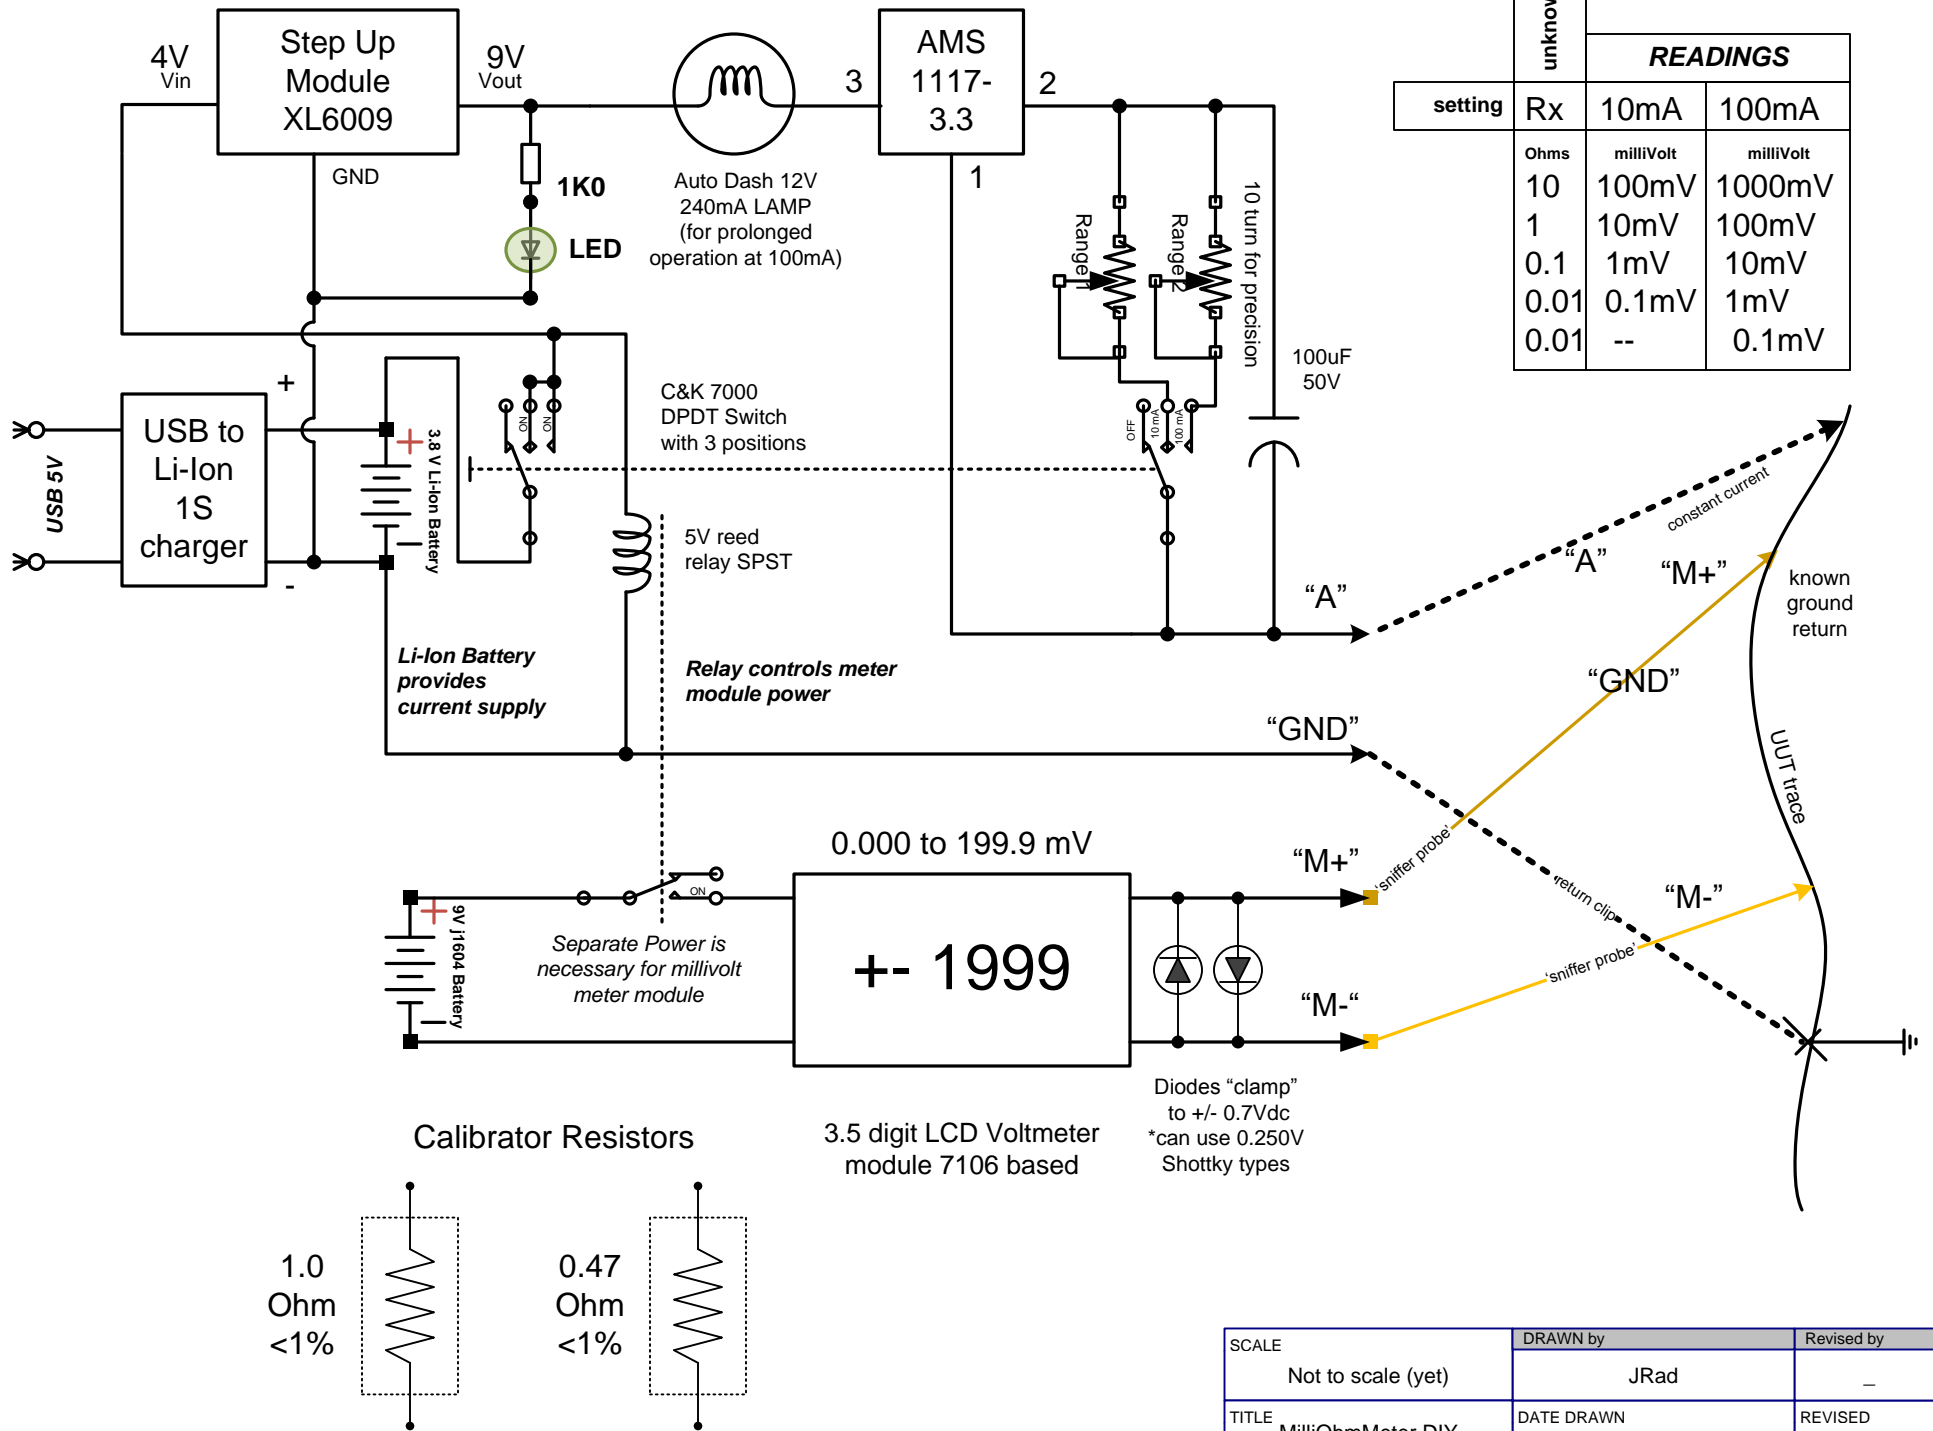 4V
Vin
Step Up
Module
XL6009
9V
Vout
GND
1K0
LED
Auto Dash 12V
240mA LAMP
(for prolonged
operation at 100mA)
3
AMS
1117-
3.3
2
1
Range 1
Range 2
10 turn for precision
100uF
50V
READINGS
setting
Rx
10mA
100mA
Ohms
milliVolt
milliVolt
10
100mV
1000mV
1
10mV
100mV
0.1
1mV
10mV
0.01
0.1mV
1mV
0.01
--
0.1mV
USB 5V
USB to
Li-Ion
1S
charger
+
-
3.8 V Li-Ion Battery
ON
ON
C&K 7000
DPDT Switch
with 3 positions
OFF
10 mA
100 mA
5V reed
relay SPST
Li-Ion Battery
provides
current supply
Relay controls meter
module power
“A”
“GND”
constant current
“A”
“M+”
known
ground
return
“GND”
UUT trace
‘sniffer probe’
return clip
“M-”
‘sniffer probe’
9V j1604 Battery
ON
Separate Power is
necessary for millivolt
meter module
0.000 to 199.9 mV
+- 1999
“M+”
“M-“
3.5 digit LCD Voltmeter
module 7106 based
Diodes “clamp”
to +/- 0.7Vdc
*can use 0.250V
Shottky types
Calibrator Resistors
1.0
Ohm
<1%
0.47
Ohm
<1%
SCALE
Not to scale (yet)
DRAWN by
JRad
Revised by
_
TITLE
MilliOhmMeter DIY
DATE DRAWN
REVISED